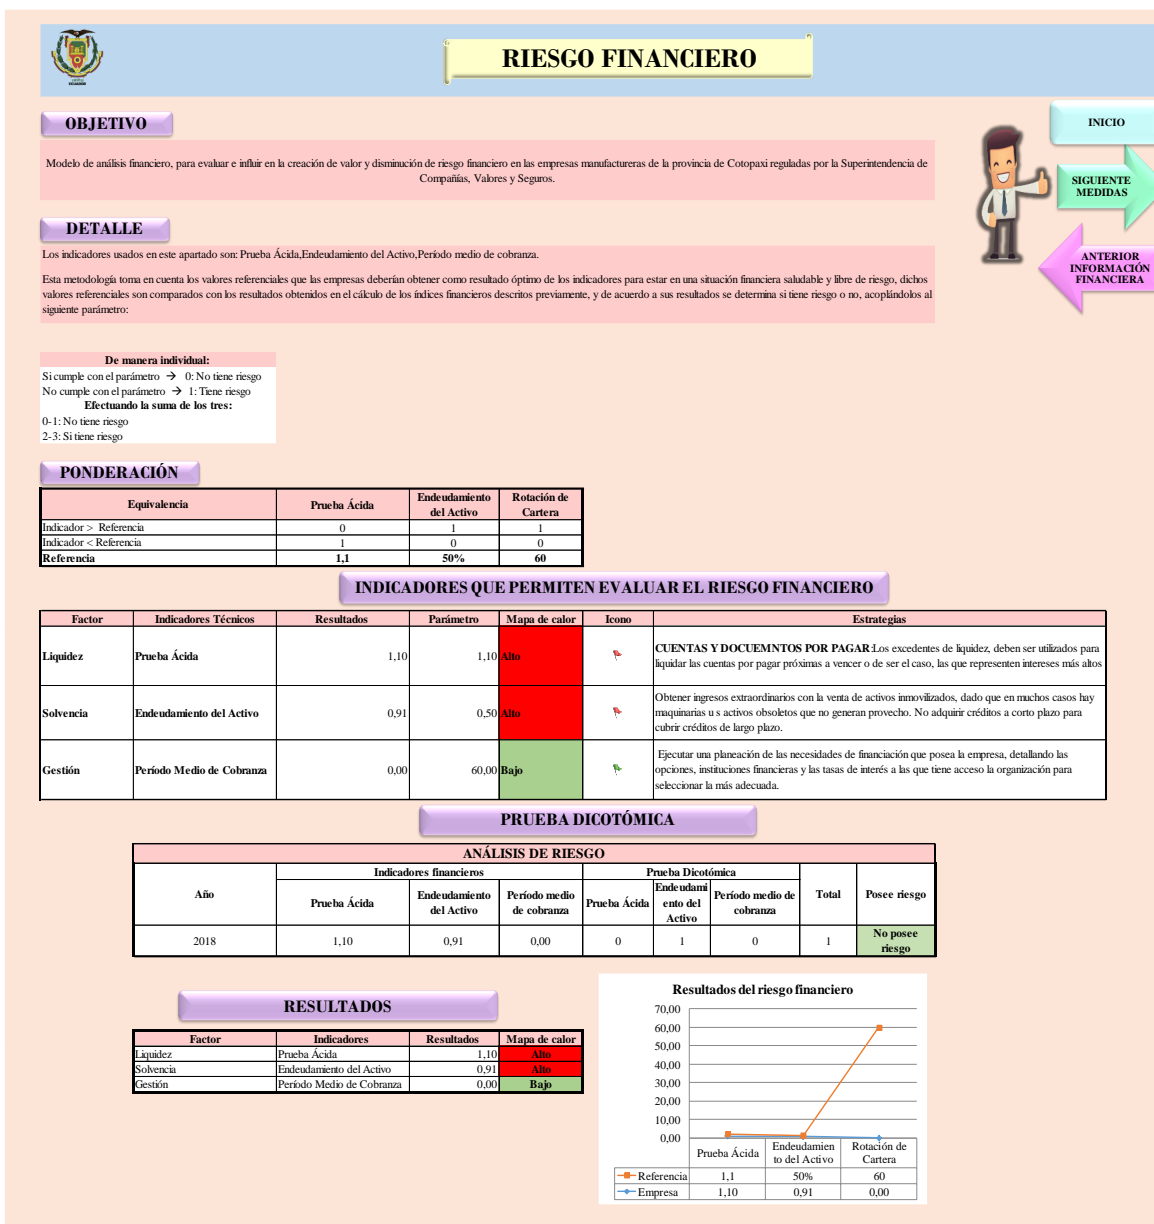 RIESGO FINANCIERO
ECUADOR
OBJETIVO
INICIO
Modelo de análisis financiero, para evaluar e influir en la creación de valor y disminución de riesgo financiero en las empresas manufactureras de la provincia de Cotopaxi reguladas por la Superintendencia de
Compañías, Valores y Seguros.
SIGUIENTE
MEDIDAS
DETALLE
Los indicadores usados en este apartado son: Prueba Ácida,Endeudamiento del Activo,Período medio de cobranza.
ANTERIOR
INFORMACIÓN
FINANCIERA
Esta metodología toma en cuenta los valores referenciales que las empresas deberían obtener como resultado óptimo de los indicadores para estar en una situación financiera saludable y libre de riesgo, dichos
valores referenciales son comparados con los resultados obtenidos en el cálculo de los índices financieros descritos previamente, y de acuerdo a sus resultados se determina si tiene riesgo o no, acoplándolos al
siguiente parámetro:
De manera individual:
Si cumple con el parámetro → 0: No tiene riesgo
No cumple con el parámetro → 1: Tiene riesgo
Efectuando la suma de los tres:
0-1: No tiene riesgo
2-3: Si tiene riesgo
PONDERACIÓN
Equivalencia Prueba Ácida Endeudamiento del Activo Rotación de Cartera
Indicador > Referencia 0 1 1
Indicador < Referencia 1 0 0
Referencia 1,1 50% 60
INDICADORES QUE PERMITEN EVALUAR EL RIESGO FINANCIERO
Factor Indicadores Técnicos Resultados Parámetro Mapa de calor Icono Estrategias
Liquidez Prueba Ácida 1,10 1,10 Alto
CUENTAS Y DOCUEMNTOS POR PAGAR:Los excedentes de liquidez, deben ser utilizados para
liquidar las cuentas por pagar próximas a vencer o de ser el caso, las que representen intereses más altos
Solvencia Endeudamiento del Activo 0,91 0,50 Alto
Obtener ingresos extraordinarios con la venta de activos inmovilizados, dado que en muchos casos hay
maquinarias u s activos obsoletos que no generan provecho. No adquirir créditos a corto plazo para
cubrir créditos de largo plazo.
Gestión Período Medio de Cobranza 0,00 60,00 Bajo
Ejecutar una planeación de las necesidades de financiación que posea la empresa, detallando las
opciones, instituciones financieras y las tasas de interés a las que tiene acceso la organización para
seleccionar la más adecuada.
PRUEBA DICOTÓMICA
ANÁLISIS DE RIESGO
Año Indicadores financieros Prueba Dicotómica Total Posee riesgo
Prueba Ácida Endeudamiento del Activo Período medio de cobranza Prueba Ácida Endeudami ento del Activo Período medio de cobranza
2018 1,10 0,91 0,00 0 1 0 1 No posee riesgo
RESULTADOS
Factor Indicadores Resultados Mapa de calor
Liquidez Prueba Ácida 1,10 Alto
Solvencia Endeudamiento del Activo 0,91 Alto
Gestión Período Medio de Cobranza 0,00 Bajo
Resultados del riesgo financiero
70,00
60,00
50,00
40,00
30,00
20,00
10,00
0,00
Prueba Ácida Endeudamien to del Activo Rotación de Cartera
Referencia 1,1 50% 60
Empresa 1,10 0,91 0,00